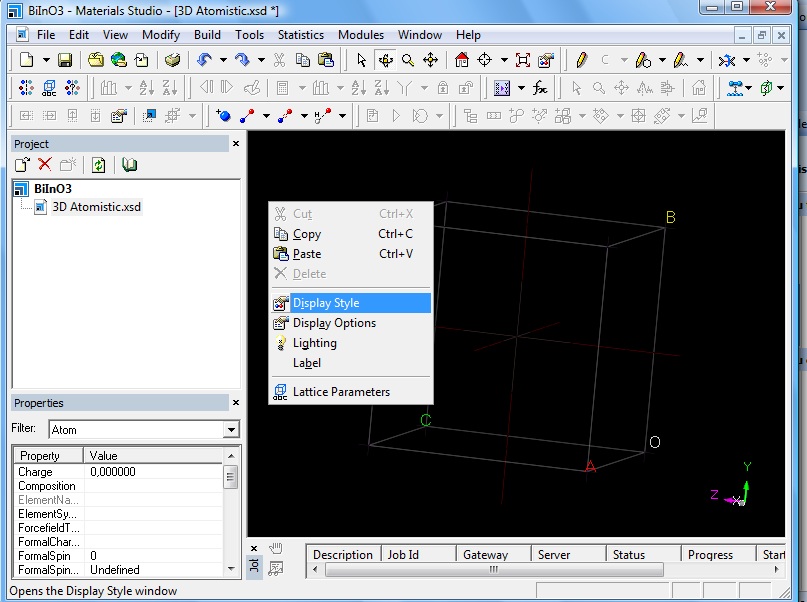 BiInO3 - Materials Studio - [3D Atomistic.xsd *]
File Edit View Modify Build Tools Statistics Modules Window Help
Project
BiInO3
3D Atomistic.xsd
Cut Ctrl+X
Copy Ctrl+C
Paste Ctrl+V
Delete
Display Style
Display Options
Lighting
Label
Lattice Parameters
B
C
O
A
Y
Z
X
Properties
Filter: Atom
Property Value
Charge 0,000000
Composition
ElementNa...
ElementSy...
ForcefieldT...
FormalChar...
FormalSpin 0
FormalSpin... Undefined
Job
Description Job Id Gateway Server Status Progress Start
Opens the Display Style window